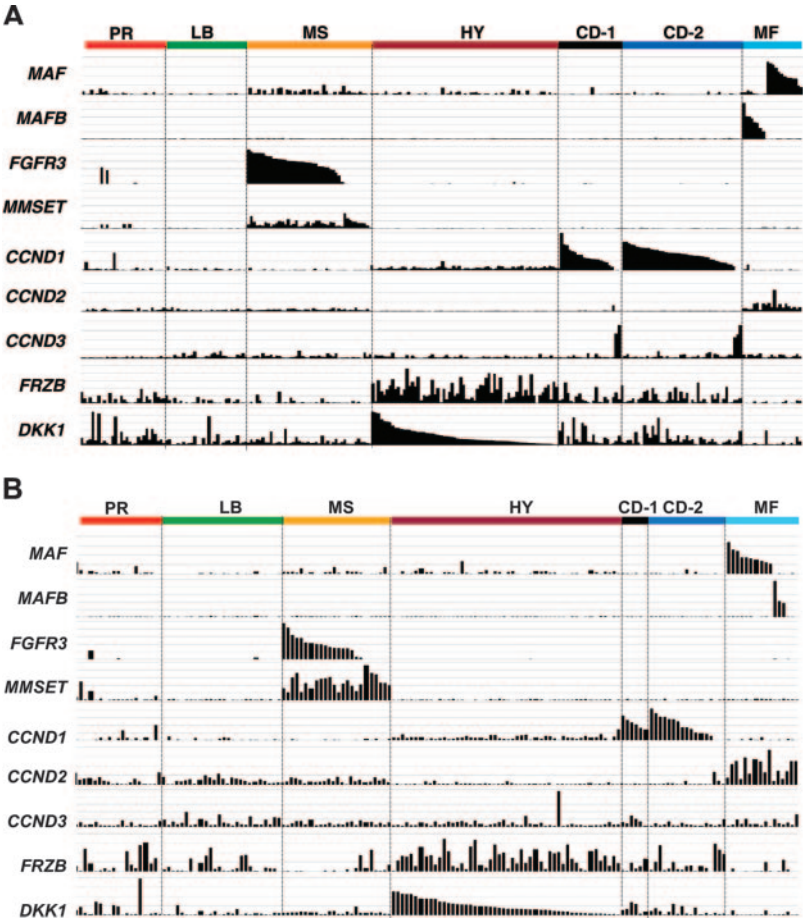 A
PR LB MS HY CD-1 CD-2 MF
MAF
MAFB
FGFR3
MMSET
CCND1
CCND2
CCND3
FRZB
DKK1
B
PR LB MS HY CD-1 CD-2 MF
MAF
MAFB
FGFR3
MMSET
CCND1
CCND2
CCND3
FRZB
DKK1